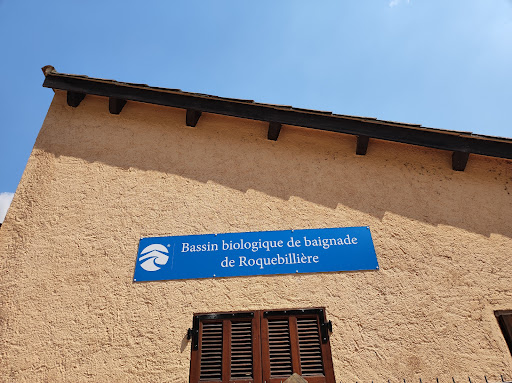 Bassin biologique de baignade
de Roquebillière